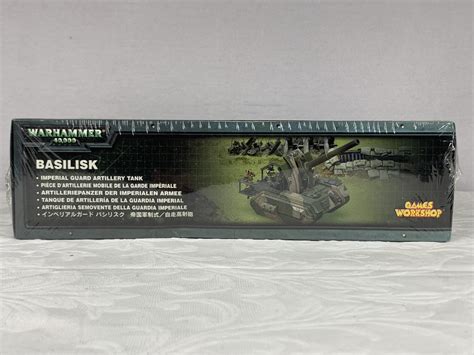 WARHAMMER
40,000
BASILISK
• IMPERIAL GUARD ARTILLERY TANK
• PIÈCE D'ARTILLERIE MOBILE DE LA GARDE IMPÉRIALE
• ARTILLERIEPANZER DER IMPERIALEN ARMEE
• TANQUE DE ARTILLERÍA DE LA GUARDIA IMPERIAL
• ARTIGLIERIA SEMOVENTE DELLA GUARDIA IMPERIALE
• インペリアルガード バシリスク 帝国軍制式/自走高射砲
GAMES
WORKSHOP